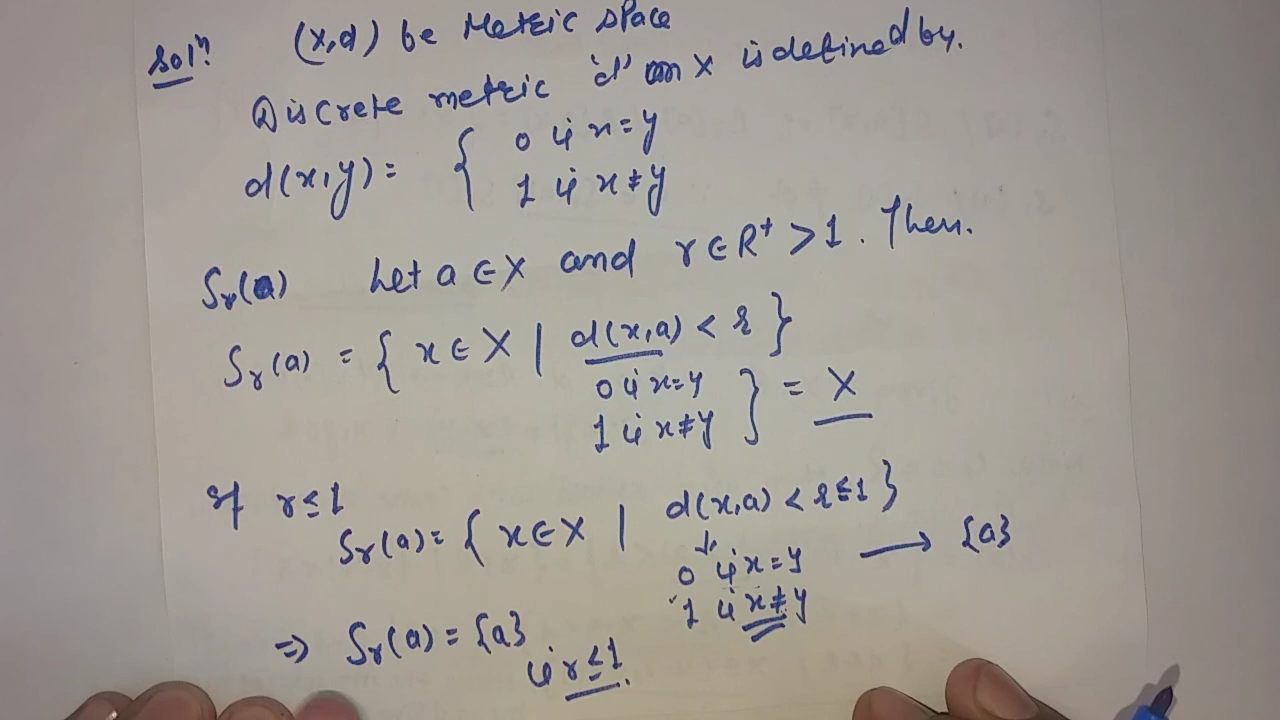 Solⁿ (X,d) be Metric space
Discrete metric 'd' on X is defined by.
d(x,y) = { 0 if x=y
1 if x≠y
Sr(a) Let a ∈ X and r ∈ R⁺ > 1. Then.
Sr(a) = { x ∈ X | d(x,a) < r }
0 if x=y
1 if x≠y } = X
If r ≤ 1
Sr(a) = { x ∈ X | d(x,a) < r ≤ 1 }
↓
0 if x=y → {a}
1 if x≠y
⇒ Sr(a) = {a}
if r ≤ 1.